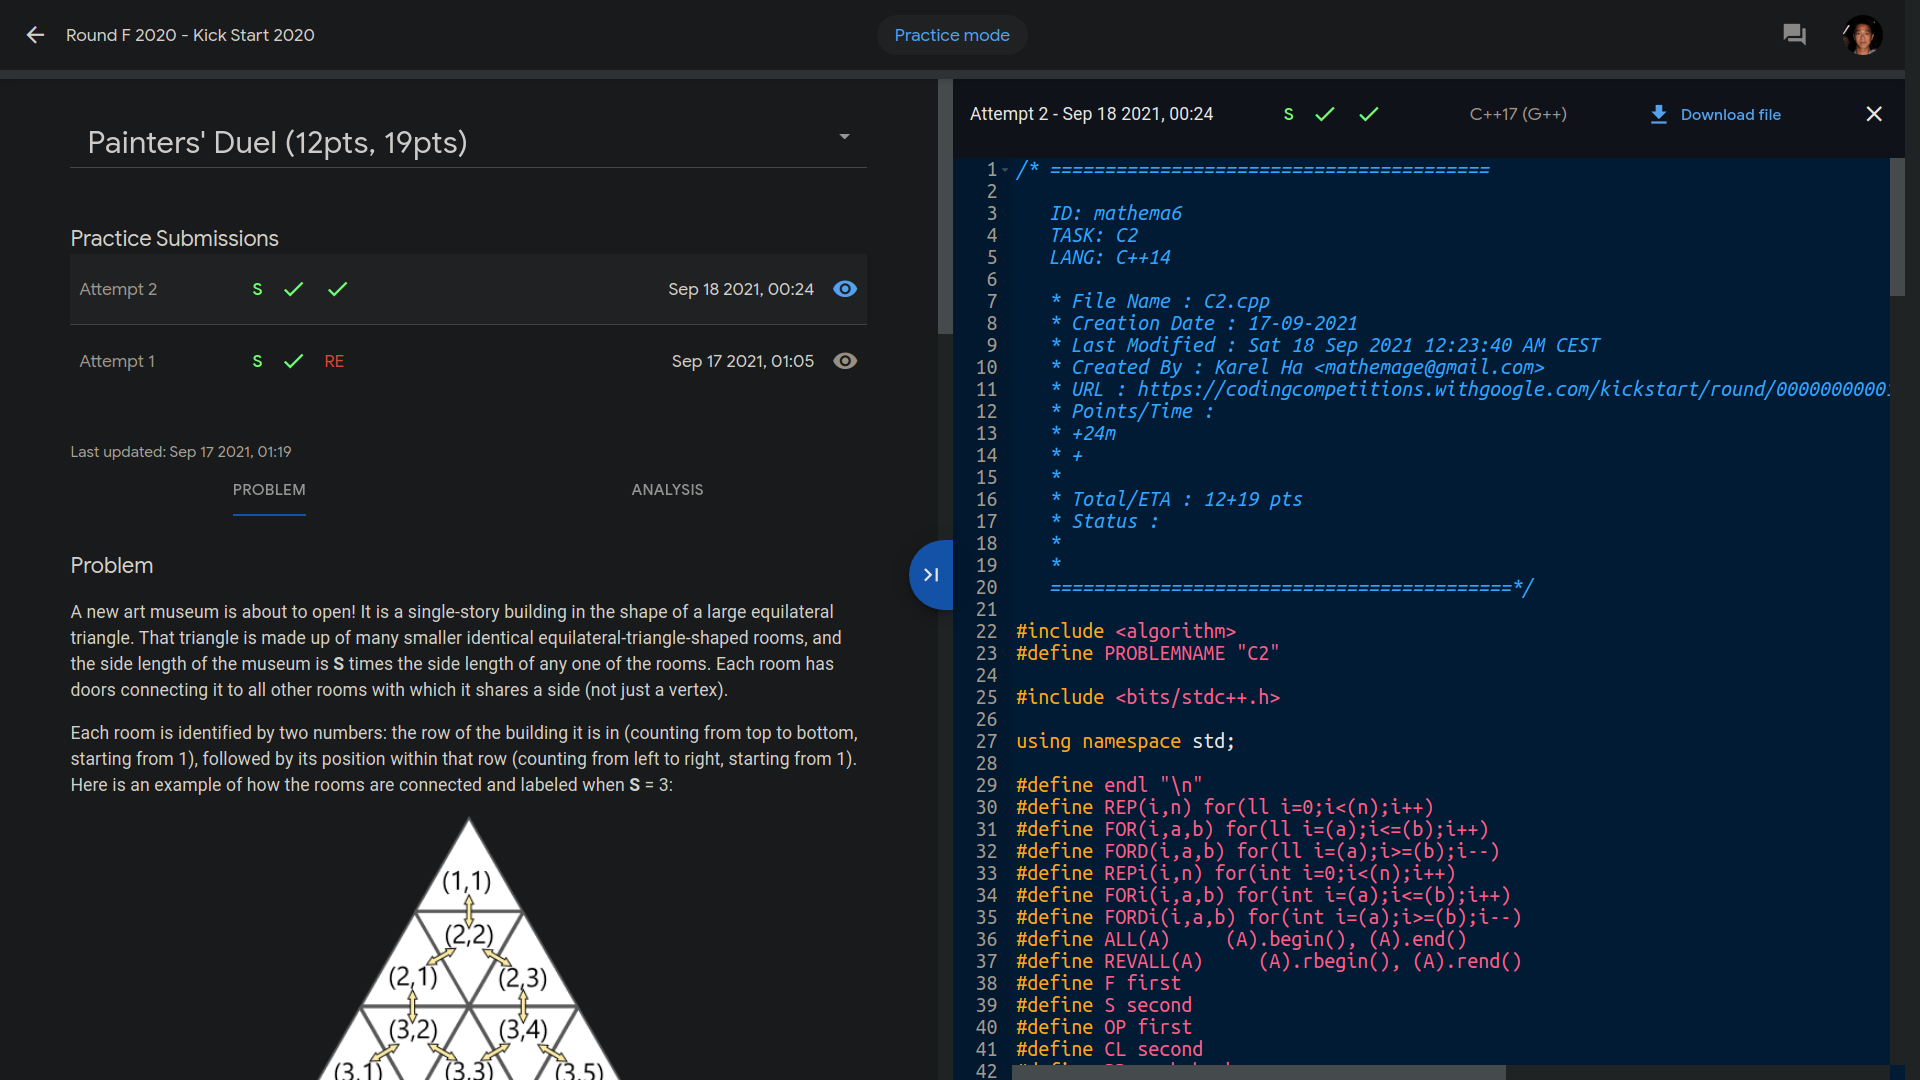 Round F 2020 - Kick Start 2020
Practice mode
Painters' Duel (12pts, 19pts)
Practice Submissions
Attempt 2 S Sep 18 2021, 00:24
Attempt 1 S RE Sep 17 2021, 01:05
Last updated: Sep 17 2021, 01:19
PROBLEM ANALYSIS
Problem
A new art museum is about to open! It is a single-story building in the shape of a large equilateral
triangle. That triangle is made up of many smaller identical equilateral-triangle-shaped rooms, and
the side length of the museum is S times the side length of any one of the rooms. Each room has
doors connecting it to all other rooms with which it shares a side (not just a vertex).
Each room is identified by two numbers: the row of the building it is in (counting from top to bottom,
starting from 1), followed by its position within that row (counting from left to right, starting from 1).
Here is an example of how the rooms are connected and labeled when S = 3:
(1,1)
(2,2)
(2,1) (2,3)
(3,2) (3,4)
(3,1) (3,3) (3,5)
Attempt 2 - Sep 18 2021, 00:24 S C++17 (G++) Download file
1 /* ========================================
2
3 ID: mathema6
4 TASK: C2
5 LANG: C++14
6
7 * File Name : C2.cpp
8 * Creation Date : 17-09-2021
9 * Last Modified : Sat 18 Sep 2021 12:23:40 AM CEST
10 * Created By : Karel Ha <mathemage@gmail.com>
11 * URL : https://codingcompetitions.withgoogle.com/kickstart/round/0000000000
12 * Points/Time :
13 * +24m
14 * +
15 *
16 * Total/ETA : 12+19 pts
17 * Status :
18 *
19 *
20 ==========================================*/
21
22 #include <algorithm>
23 #define PROBLEMNAME "C2"
24
25 #include <bits/stdc++.h>
26
27 using namespace std;
28
29 #define endl "\n"
30 #define REP(i,n) for(ll i=0;i<(n);i++)
31 #define FOR(i,a,b) for(ll i=(a);i<=(b);i++)
32 #define FORD(i,a,b) for(ll i=(a);i>=(b);i--)
33 #define REPi(i,n) for(int i=0;i<(n);i++)
34 #define FORi(i,a,b) for(int i=(a);i<=(b);i++)
35 #define FORDi(i,a,b) for(int i=(a);i>=(b);i--)
36 #define ALL(A) (A).begin(), (A).end()
37 #define REVALL(A) (A).rbegin(), (A).rend()
38 #define F first
39 #define S second
40 #define OP first
41 #define CL second
42